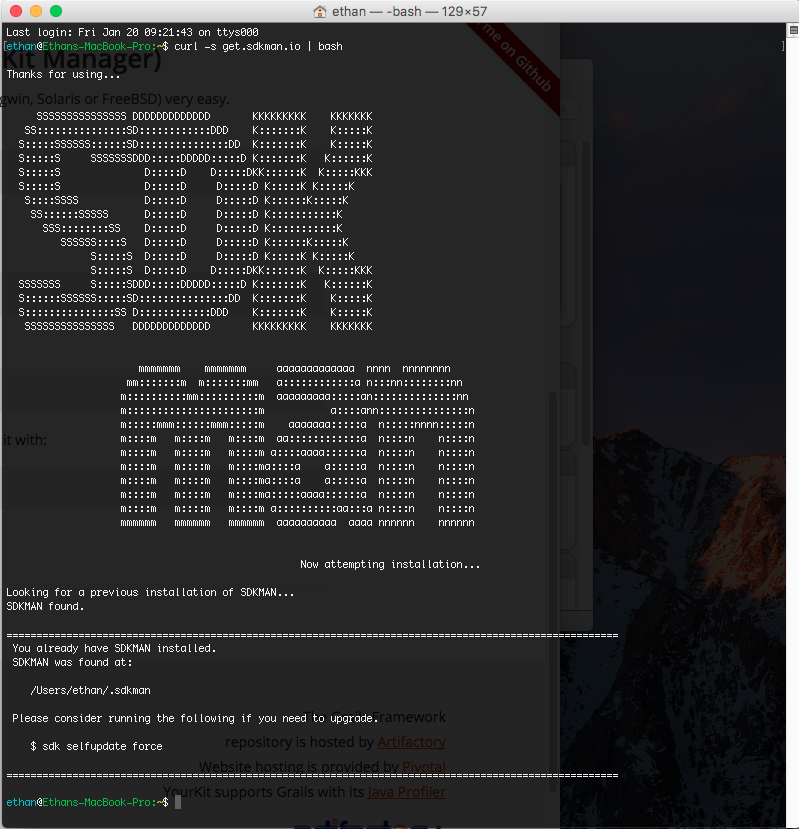 ethan — -bash — 129×57
Last login: Fri Jan 20 09:21:43 on ttys000
[ethan@Ethans-MacBook-Pro:~$ curl -s get.sdkman.io | bash ]
me on Github
Kit Manager)
Thanks for using...
gwin, Solaris or FreeBSD) very easy.
     SSSSSSSSSSSSSSS DDDDDDDDDDDDD       KKKKKKKKK    KKKKKKK
   SS:::::::::::::::SD::::::::::::DDD    K:::::::K    K:::::K
  S:::::SSSSSS::::::SD:::::::::::::::DD  K:::::::K    K:::::K
  S:::::S     SSSSSSSDDD:::::DDDDD:::::D K:::::::K   K::::::K
  S:::::S              D:::::D    D:::::DKK::::::K  K:::::KKK
  S:::::S              D:::::D     D:::::D K:::::K K:::::K
   S::::SSSS           D:::::D     D:::::D K::::::K:::::K
    SS::::::SSSSS      D:::::D     D:::::D K:::::::::::K
      SSS::::::::SS    D:::::D     D:::::D K:::::::::::K
         SSSSSS::::S   D:::::D     D:::::D K::::::K:::::K
              S:::::S  D:::::D     D:::::D K:::::K K:::::K
              S:::::S  D:::::D    D:::::DKK::::::K  K:::::KKK
  SSSSSSS     S:::::SDDD:::::DDDDD:::::D K:::::::K   K::::::K
  S::::::SSSSSS:::::SD:::::::::::::::DD  K:::::::K    K:::::K
  S:::::::::::::::SS D::::::::::::DDD    K:::::::K    K:::::K
   SSSSSSSSSSSSSSS   DDDDDDDDDDDDD       KKKKKKKKK    KKKKKKK
                      mmmmmmm    mmmmmmm     aaaaaaaaaaaaa  nnnn  nnnnnnnn
                    mm:::::::m  m:::::::mm   a::::::::::::a n:::nn::::::::nn
                   m::::::::::mm::::::::::m  aaaaaaaaa:::::an::::::::::::::nn
                   m::::::::::::::::::::::m           a::::ann:::::::::::::::n
                   m:::::mmm::::::mmm:::::m    aaaaaaa:::::a  n:::::nnnn:::::n
                   m::::m   m::::m   m::::m  aa::::::::::::a  n::::n    n::::n
it with:
                   m::::m   m::::m   m::::m a::::aaaa::::::a  n::::n    n::::n
                   m::::m   m::::m   m::::ma::::a    a:::::a  n::::n    n::::n
                   m::::m   m::::m   m::::ma::::a    a:::::a  n::::n    n::::n
                   m::::m   m::::m   m::::ma:::::aaaa::::::a  n::::n    n::::n
                   m::::m   m::::m   m::::m a::::::::::aa:::a n::::n    n::::n
                   mmmmmm   mmmmmm   mmmmmm  aaaaaaaaaa  aaaa nnnnnn    nnnnnn
Now attempting installation...
Looking for a previous installation of SDKMAN...
SDKMAN found.
======================================================================================================
You already have SDKMAN installed.
SDKMAN was found at:
/Users/ethan/.sdkman
The Grails Framework
Please consider running the following if you need to upgrade.
repository is hosted by Artifactory
$ sdk selfupdate force
Website hosting is provided by Pivotal
======================================================================================================
YourKit supports Grails with its Java Profiler
ethan@Ethans-MacBook-Pro:~$